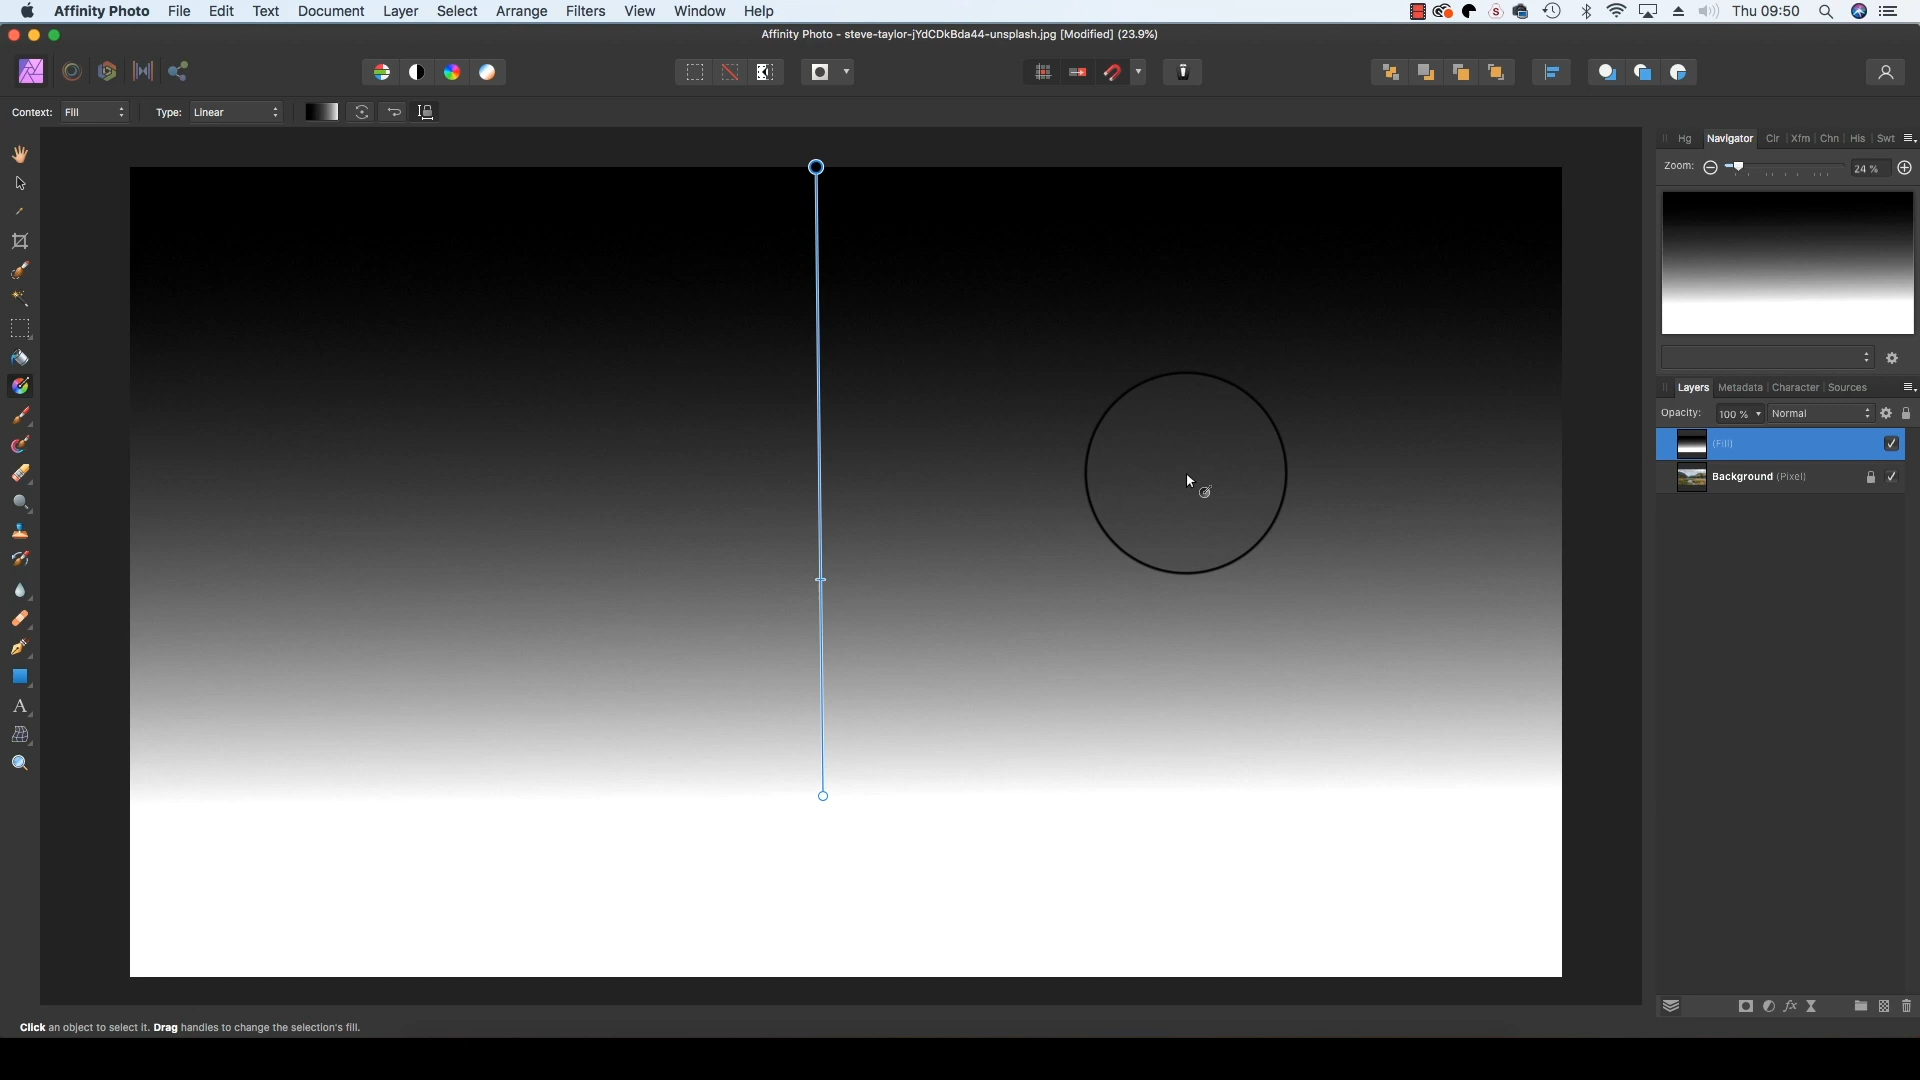 Affinity Photo File Edit Text Document Layer Select Arrange Filters View Window Help Thu 09:50
Affinity Photo - steve-taylor-jYdCDkBda44-unsplash.jpg [Modified] (23.9%)
Context: Fill Type: Linear
Hg Navigator Clr Xfm Chn His Swt
Zoom: 24 %
Layers Metadata Character Sources
Opacity: 100 % Normal
(Fill)
Background (Pixel)
Click an object to select it. Drag handles to change the selection's fill.